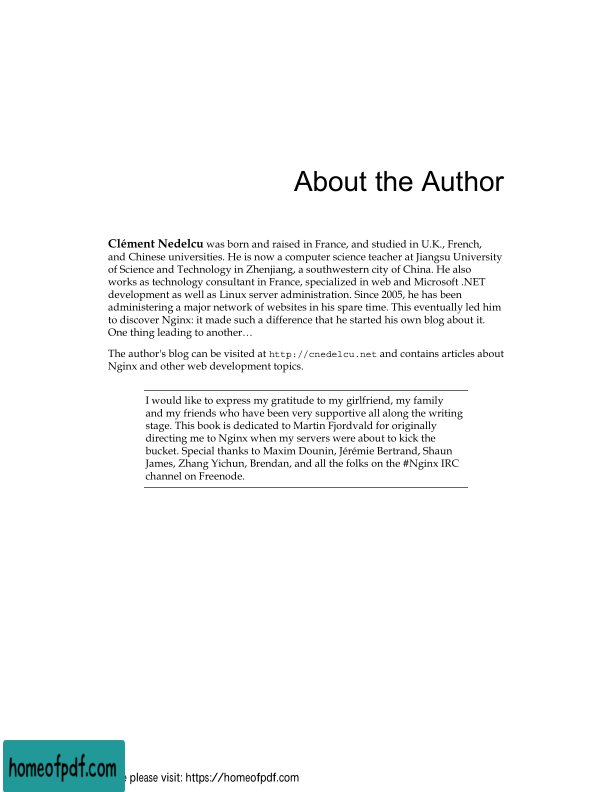 About the Author
Clément Nedelcu was born and raised in France, and studied in U.K., French,
and Chinese universities. He is now a computer science teacher at Jiangsu University
of Science and Technology in Zhenjiang, a southwestern city of China. He also
works as technology consultant in France, specialized in web and Microsoft .NET
development as well as Linux server administration. Since 2005, he has been
administering a major network of websites in his spare time. This eventually led him
to discover Nginx: it made such a difference that he started his own blog about it.
One thing leading to another…
The author's blog can be visited at http://cnedelcu.net and contains articles about
Nginx and other web development topics.
I would like to express my gratitude to my girlfriend, my family
and my friends who have been very supportive all along the writing
stage. This book is dedicated to Martin Fjordvald for originally
directing me to Nginx when my servers were about to kick the
bucket. Special thanks to Maxim Dounin, Jérémie Bertrand, Shaun
James, Zhang Yichun, Brendan, and all the folks on the #Nginx IRC
channel on Freenode.
homeofpdf.com
please visit: https://homeofpdf.com